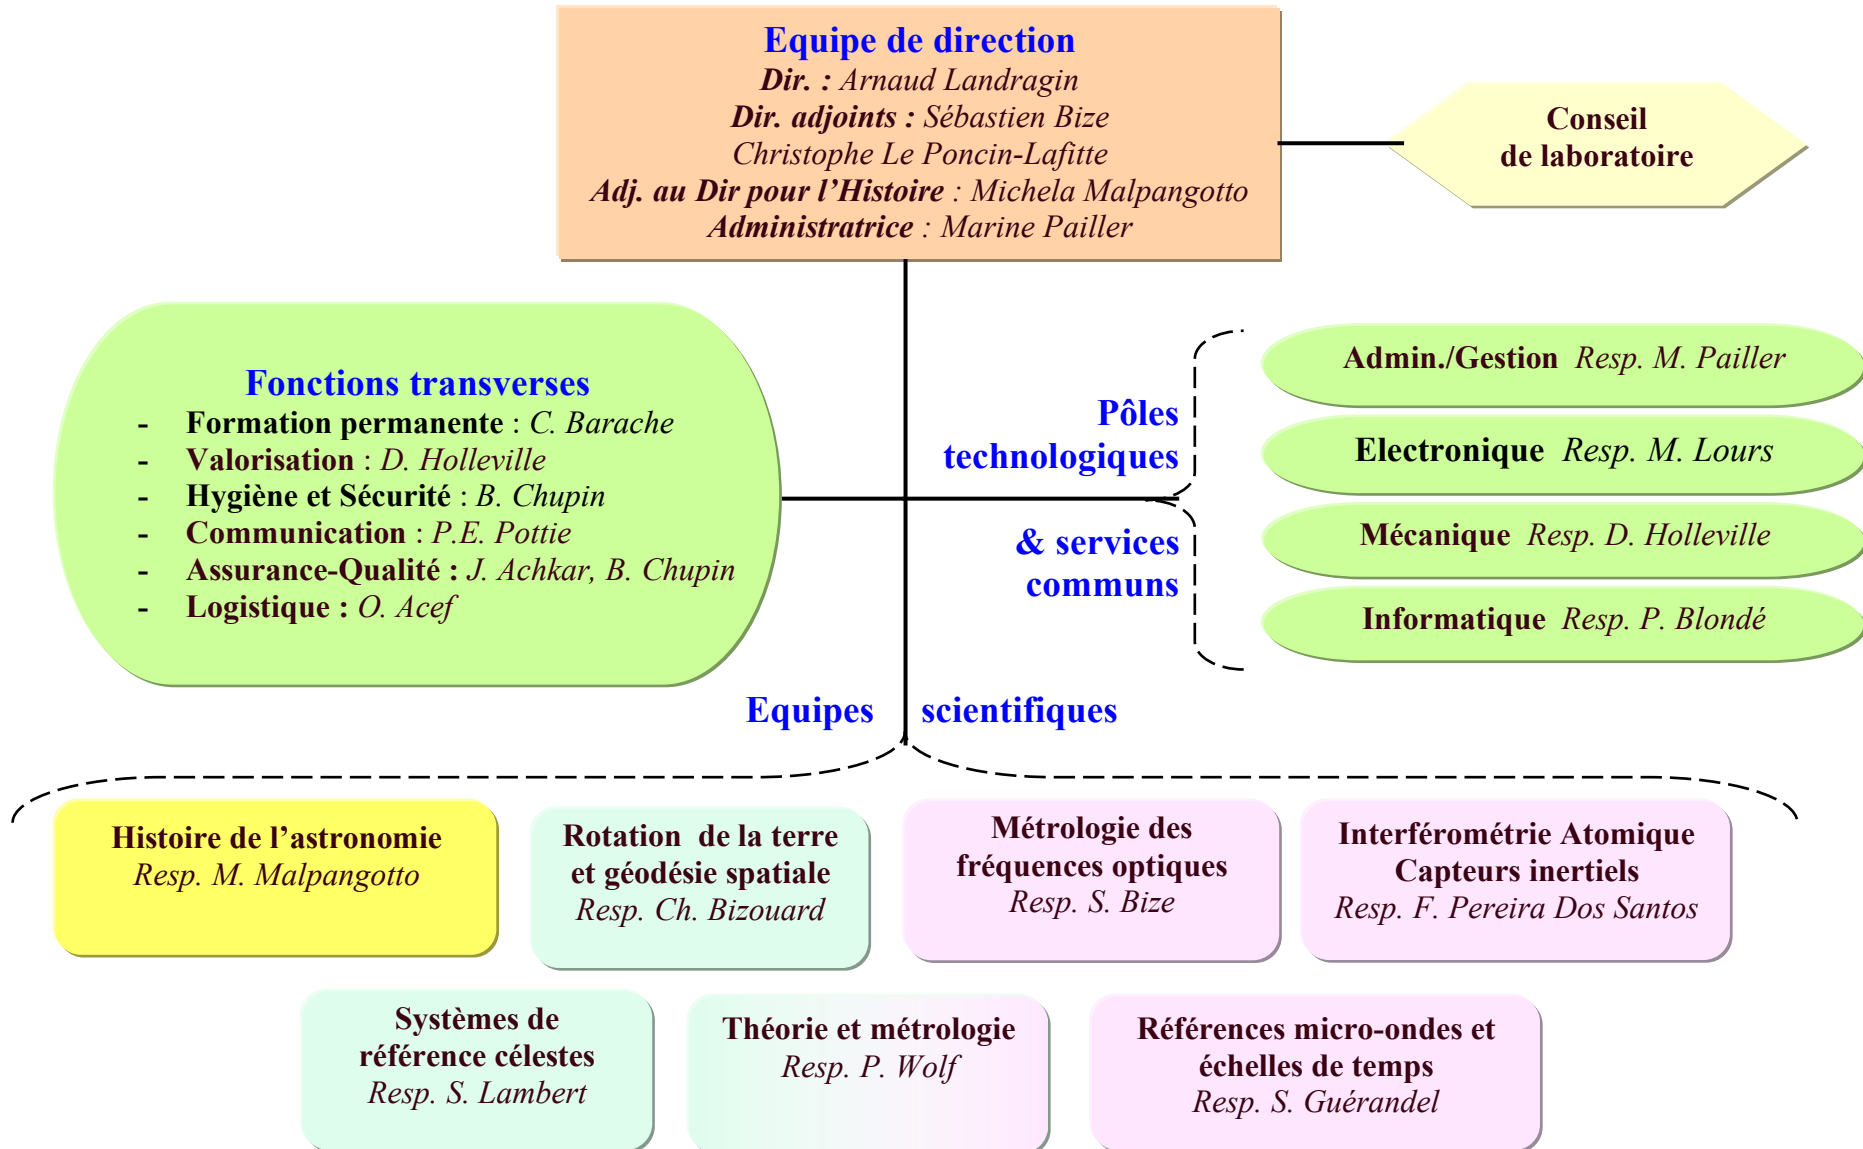 Equipe de direction
Dir. : Arnaud Landragin
Dir. adjoints : Sébastien Bize
Christophe Le Poncin-Lafitte
Adj. au Dir pour l’Histoire : Michela Malpangotto
Administratrice : Marine Pailler
Conseil
de laboratoire
Fonctions transverses
- Formation permanente : C. Barache
- Valorisation : D. Holleville
- Hygiène et Sécurité : B. Chupin
- Communication : P.E. Pottie
- Assurance-Qualité : J. Achkar, B. Chupin
- Logistique : O. Acef
Pôles
technologiques
& services
communs
Admin./Gestion Resp. M. Pailler
Electronique Resp. M. Lours
Mécanique Resp. D. Holleville
Informatique Resp. P. Blondé
Equipes scientifiques
Histoire de l’astronomie
Resp. M. Malpangotto
Rotation de la terre
et géodésie spatiale
Resp. Ch. Bizouard
Métrologie des
fréquences optiques
Resp. S. Bize
Interférométrie Atomique
Capteurs inertiels
Resp. F. Pereira Dos Santos
Systèmes de
référence célestes
Resp. S. Lambert
Théorie et métrologie
Resp. P. Wolf
Références micro-ondes et
échelles de temps
Resp. S. Guérandel